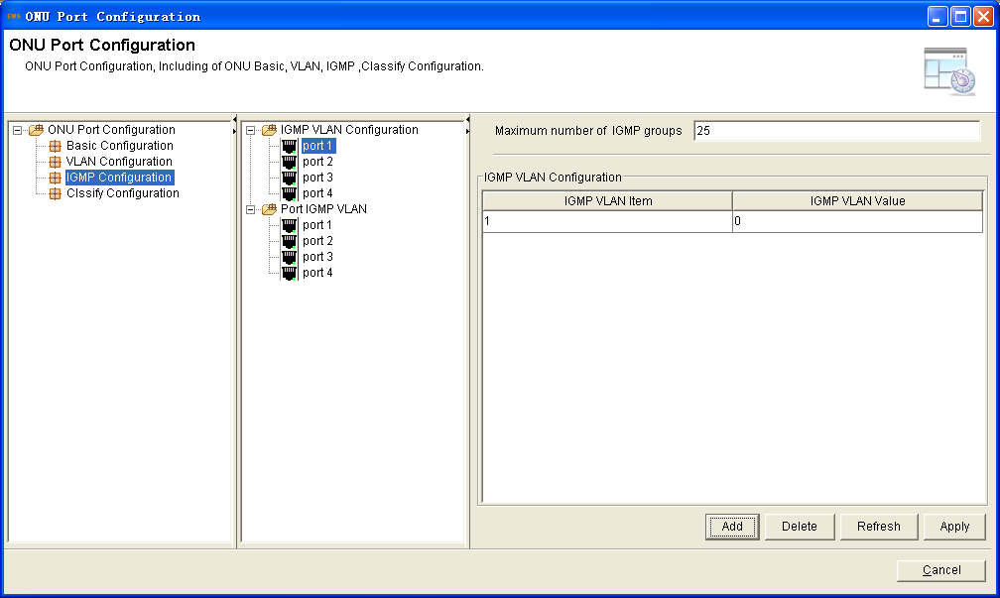 EMS ONU Port Configuration
ONU Port Configuration
ONU Port Configuration, Including of ONU Basic, VLAN, IGMP ,Classify Configuration.
ONU Port Configuration
Basic Configuration
VLAN Configuration
IGMP Configuration
Clssify Configuration
IGMP VLAN Configuration
port 1
port 2
port 3
port 4
Port IGMP VLAN
port 1
port 2
port 3
port 4
Maximum number of IGMP groups 25
IGMP VLAN Configuration
IGMP VLAN Item IGMP VLAN Value
1 0
Add Delete Refresh Apply
Cancel